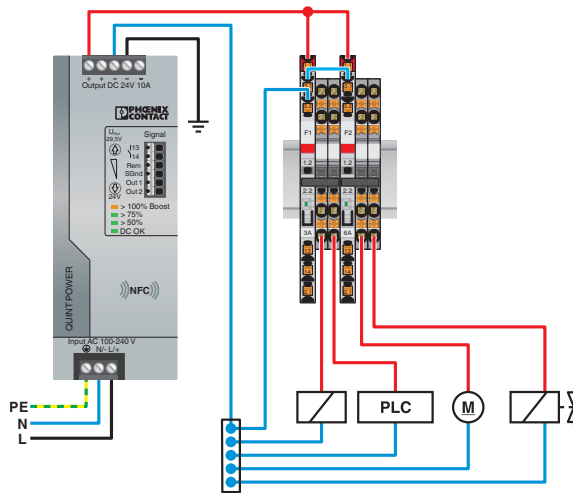 + + − − −
Output DC 24V 10A
PHŒNIX
CONTACT
UOut
29,5V
Signal
13
14
Rem
SGnd
Out 1
Out 2
24V
> 100% Boost
> 75%
> 50%
DC OK
QUINT POWER
NFC
Input AC 100-240 V
N/- L/+
PE
N
L
F1
F2
1.2
1.2
2.2
2.2
3A
6A
PLC
M